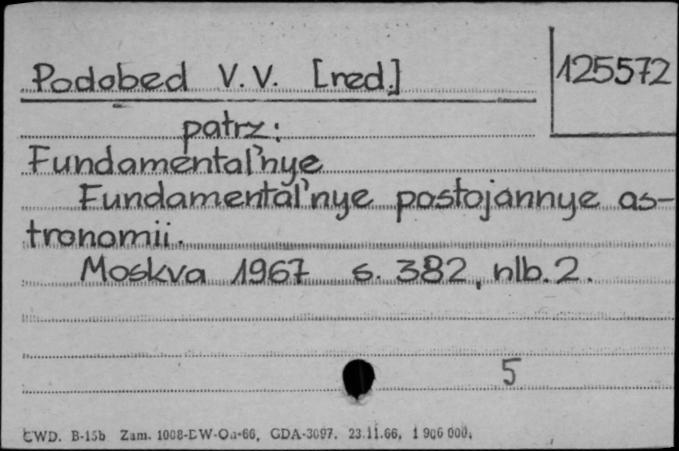 Podobed V.V. [red.]
125572
patrz:
Fundamental'nye
Fundamental'nye postojannye as-
tronomii.
Moskva 1967 s. 382, nlb. 2.
5
CWD. B-15b Zam. 1008-DW-Oa-66, GDA-3097. 23.11.66. 1 906 000.